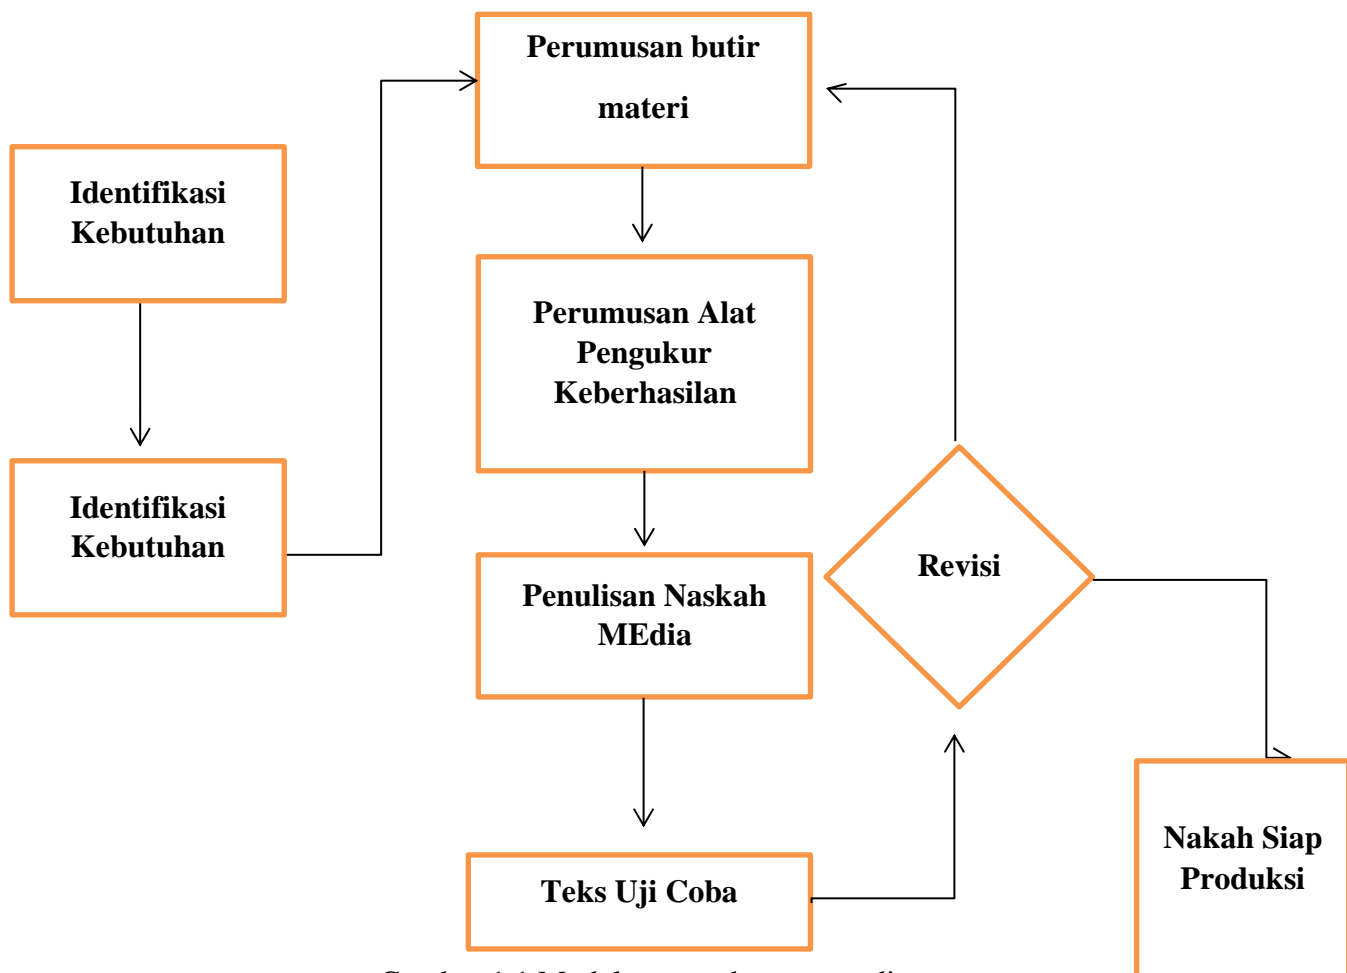 Identifikasi
Kebutuhan
Identifikasi
Kebutuhan
Perumusan butir
materi
Perumusan Alat
Pengukur
Keberhasilan
Penulisan Naskah
MEdia
Teks Uji Coba
Revisi
Nakah Siap
Produksi